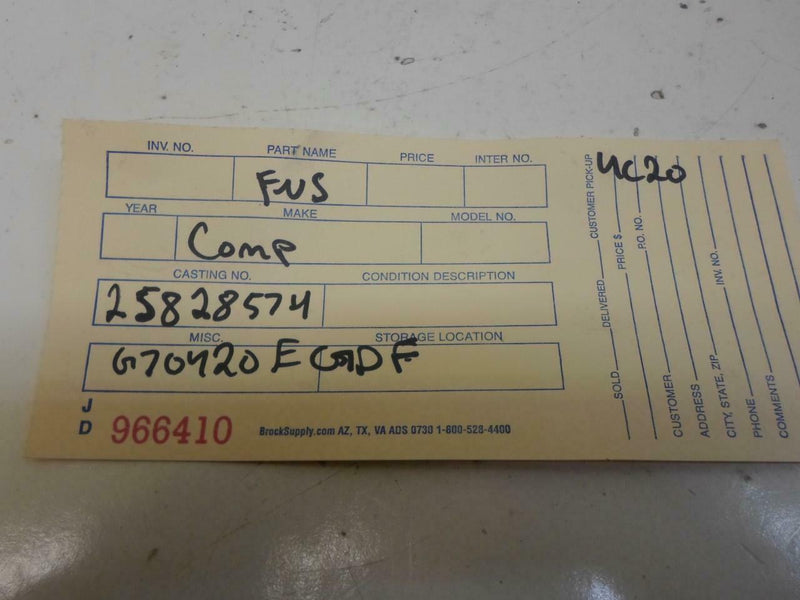 INV. NO. PART NAME PRICE INTER NO.
FUS
YEAR MAKE MODEL NO.
Comp
CASTING NO. CONDITION DESCRIPTION
25828574
MISC. STORAGE LOCATION
G70420E
J
D
966410
BrockSupply.com AZ, TX, VA ADS 0730 1-800-528-4400
UC20
SOLD DELIVERED CUSTOMER PICK-UP
PRICE $
P.O. NO.
CUSTOMER
ADDRESS
CITY, STATE, ZIP INV. NO.
PHONE
COMMENTS